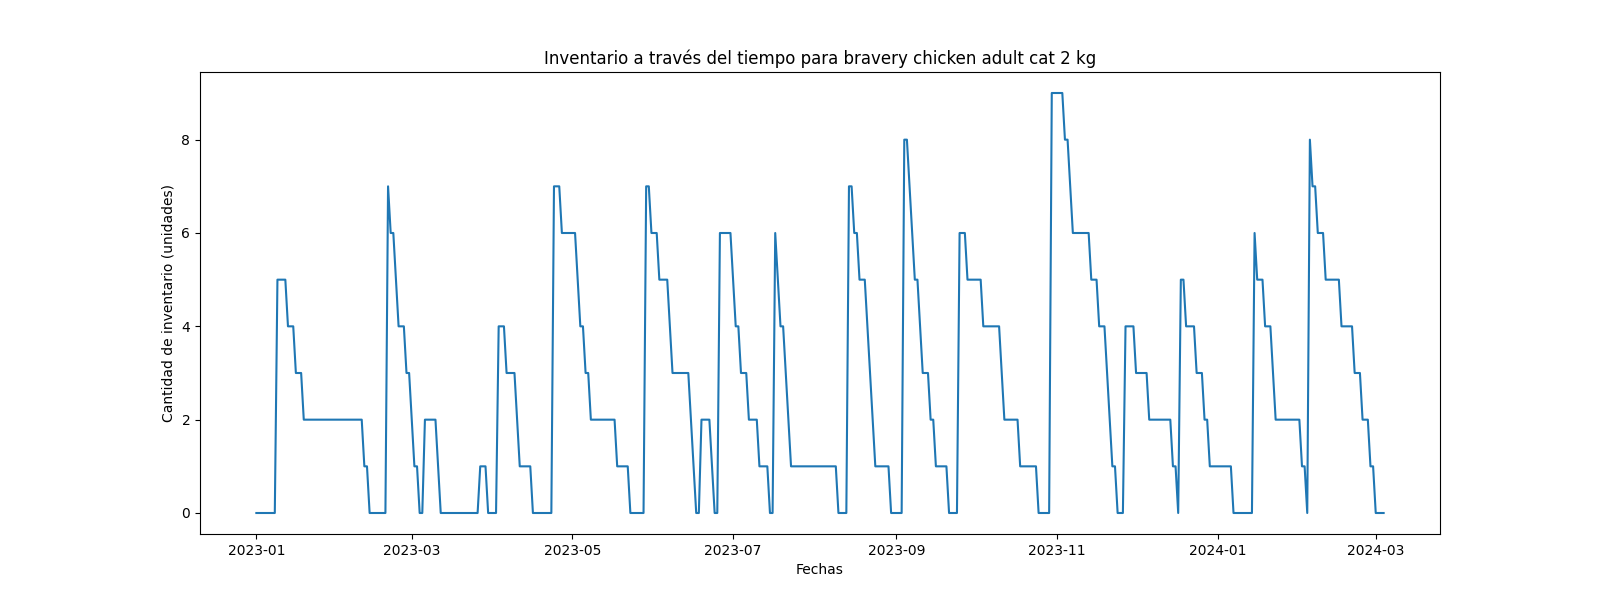 Inventario a través del tiempo para bravery chicken adult cat 2 kg
Cantidad de inventario (unidades)
8
6
4
2
0
2023-01 2023-03 2023-05 2023-07 2023-09 2023-11 2024-01 2024-03
Fechas